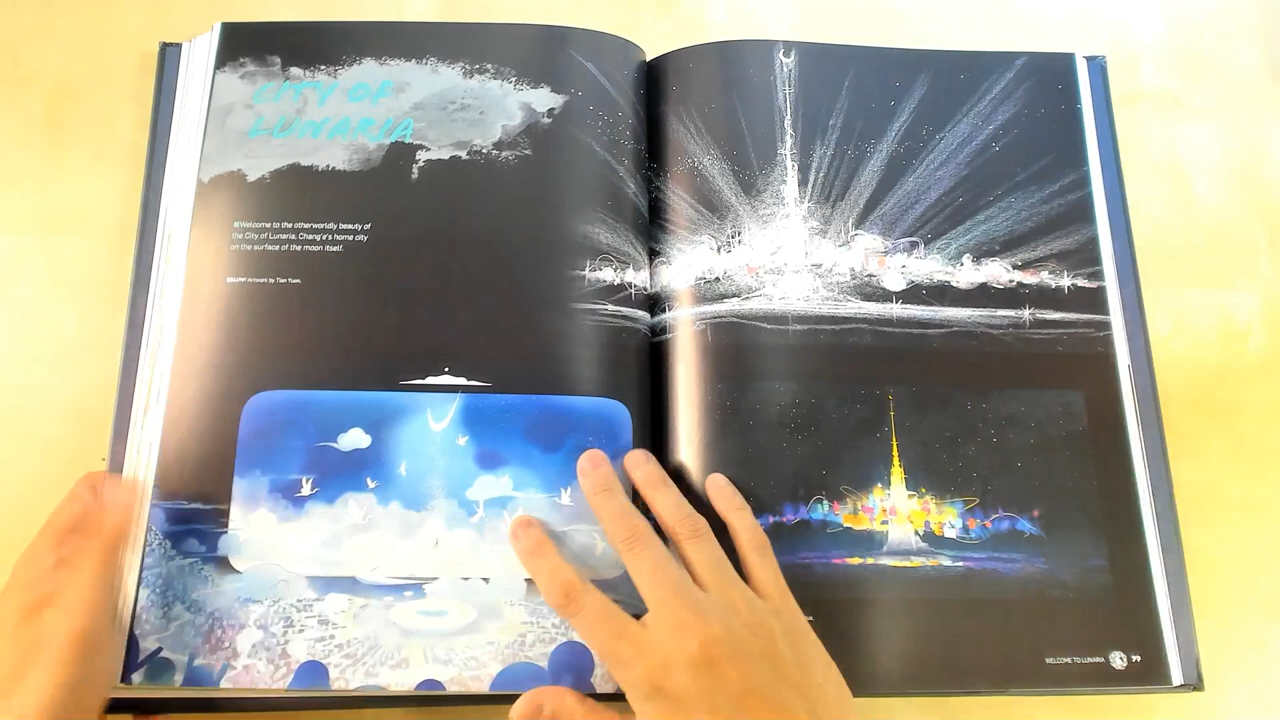 CITY OF
LUNARIA
Welcome to the otherworldly beauty of
the City of Lunaria, Chang'e's home city
on the surface of the moon itself.
BELOW: Artwork by Tian Yuan.
WELCOME TO LUNARIA